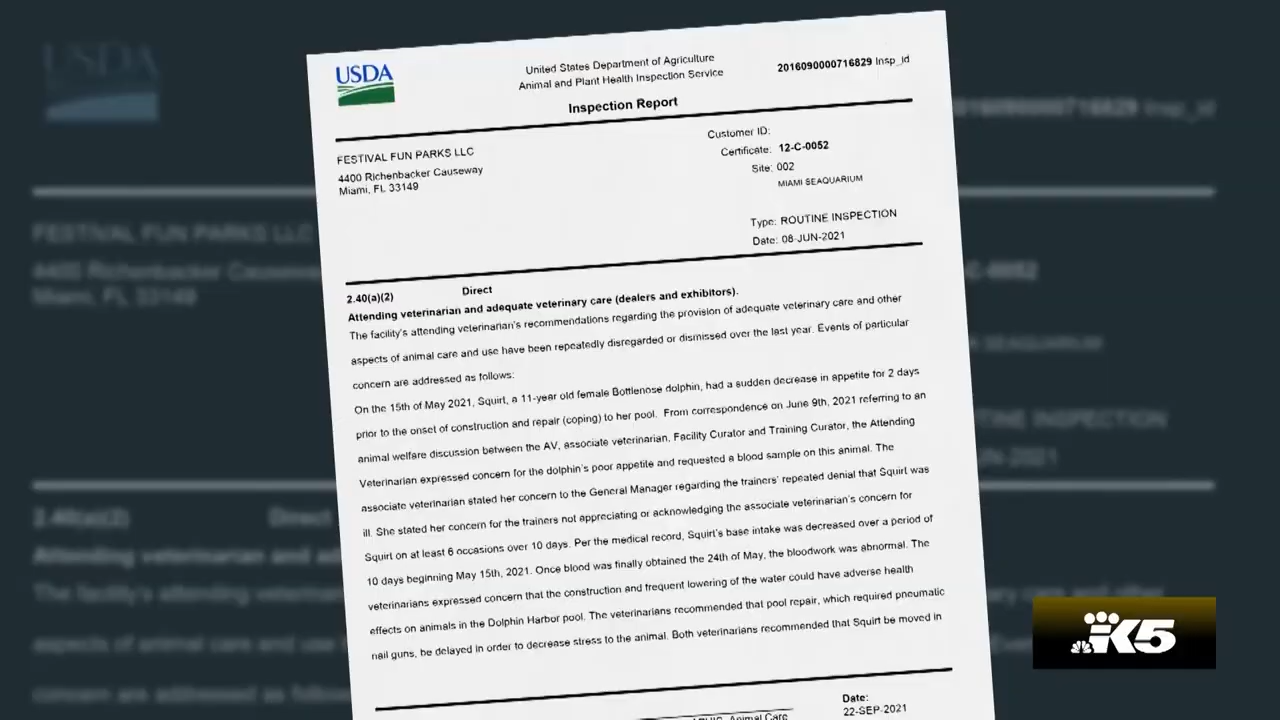 USDA
United States Department of Agriculture
Animal and Plant Health Inspection Service
2016090000716829 Insp_id
Inspection Report
FESTIVAL FUN PARKS LLC
4400 Richenbacker Causeway
Miami, FL 33149
Customer ID:
Certificate: 12-C-0052
Site: 002
MIAMI SEAQUARIUM
Type: ROUTINE INSPECTION
Date: 08-JUN-2021
2.40(a)(2) Direct
Attending veterinarian and adequate veterinary care (dealers and exhibitors).
The facility's attending veterinarian's recommendations regarding the provision of adequate veterinary care and other
aspects of animal care and use have been repeatedly disregarded or dismissed over the last year. Events of particular
concern are addressed as follows:
On the 15th of May 2021, Squirt, a 11-year old female Bottlenose dolphin, had a sudden decrease in appetite for 2 days
prior to the onset of construction and repair (coping) to her pool. From correspondence on June 9th, 2021 referring to an
animal welfare discussion between the AV, associate veterinarian, Facility Curator and Training Curator, the Attending
Veterinarian expressed concern for the dolphin's poor appetite and requested a blood sample on this animal. The
associate veterinarian stated her concern to the General Manager regarding the trainers' repeated denial that Squirt was
ill. She stated her concern for the trainers not appreciating or acknowledging the associate veterinarian's concern for
Squirt on at least 6 occasions over 10 days. Per the medical record, Squirt's base intake was decreased over a period of
10 days beginning May 15th, 2021. Once blood was finally obtained the 24th of May, the bloodwork was abnormal. The
veterinarians expressed concern that the construction and frequent lowering of the water could have adverse health
effects on animals in the Dolphin Harbor pool. The veterinarians recommended that pool repair, which required pneumatic
nail guns, be delayed in order to decrease stress to the animal. Both veterinarians recommended that Squirt be moved in
Animal Care
Date:
22-SEP-2021
K5